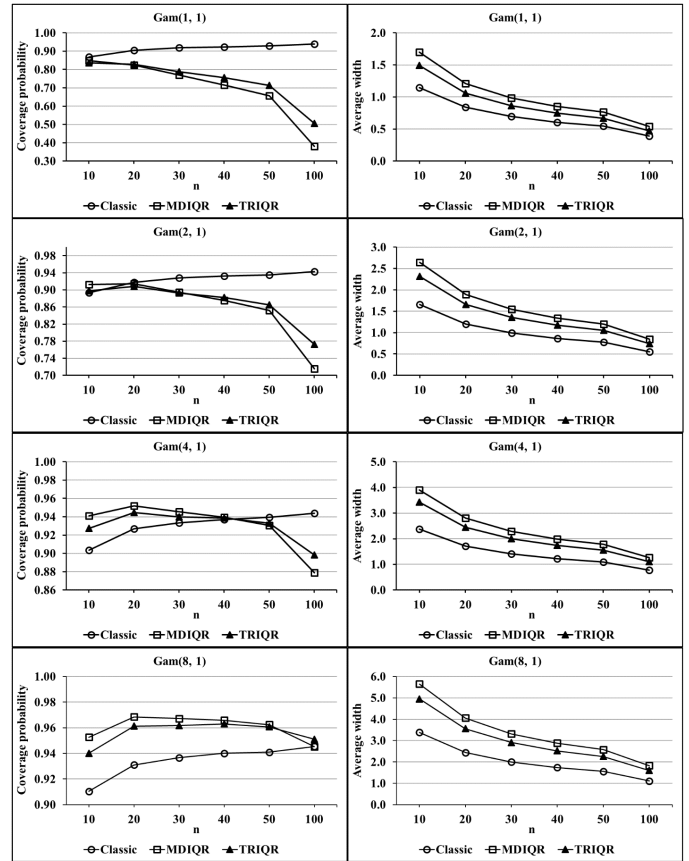 Gam(1, 1)
Coverage probability
1.00
0.90
0.80
0.70
0.60
0.50
0.40
0.30
10 20 30 40 50 100
n
Classic MDIQR TRIQR
Gam(1, 1)
Average width
2.0
1.5
1.0
0.5
0.0
10 20 30 40 50 100
n
Classic MDIQR TRIQR
Gam(2, 1)
Coverage probability
0.98
0.94
0.90
0.86
0.82
0.78
0.74
0.70
10 20 30 40 50 100
n
Classic MDIQR TRIQR
Gam(2, 1)
Average width
3.0
2.5
2.0
1.5
1.0
0.5
0.0
10 20 30 40 50 100
n
Classic MDIQR TRIQR
Gam(4, 1)
Coverage probability
1.00
0.98
0.96
0.94
0.92
0.90
0.88
0.86
10 20 30 40 50 100
n
Classic MDIQR TRIQR
Gam(4, 1)
Average width
5.0
4.0
3.0
2.0
1.0
0.0
10 20 30 40 50 100
n
Classic MDIQR TRIQR
Gam(8, 1)
Coverage probability
1.00
0.98
0.96
0.94
0.92
0.90
10 20 30 40 50 100
n
Classic MDIQR TRIQR
Gam(8, 1)
Average width
6.0
5.0
4.0
3.0
2.0
1.0
0.0
10 20 30 40 50 100
n
Classic MDIQR TRIQR